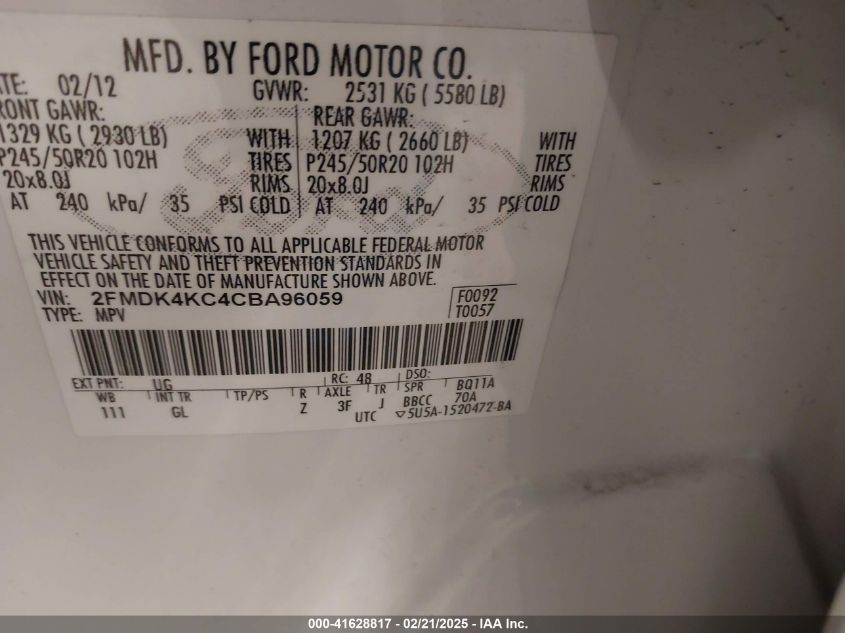 MFD. BY FORD MOTOR CO.
TE: 02/12 GVWR: 2531 KG ( 5580 LB)
RONT GAWR: REAR GAWR:
1329 KG ( 2930 LB) WITH 1207 KG ( 2660 LB) WITH
P245/50R20 102H TIRES P245/50R20 102H TIRES
20x8.0J RIMS 20x8.0J RIMS
AT 240 kPa/ 35 PSI COLD AT 240 kPa/ 35 PSI COLD
THIS VEHICLE CONFORMS TO ALL APPLICABLE FEDERAL MOTOR
VEHICLE SAFETY AND THEFT PREVENTION STANDARDS IN
EFFECT ON THE DATE OF MANUFACTURE SHOWN ABOVE.
VIN: 2FMDK4KC4CBA96059 F0092
TYPE: MPV T0057
EXT PNT: UG RC: 48 DSO:
WB INT TR TP/PS R AXLE TR SPR BQ11A
111 GL Z 3F J BBCC 70A
UTC ▽5U5A-1520472-BA
000-41628817 - 02/21/2025 - IAA Inc.